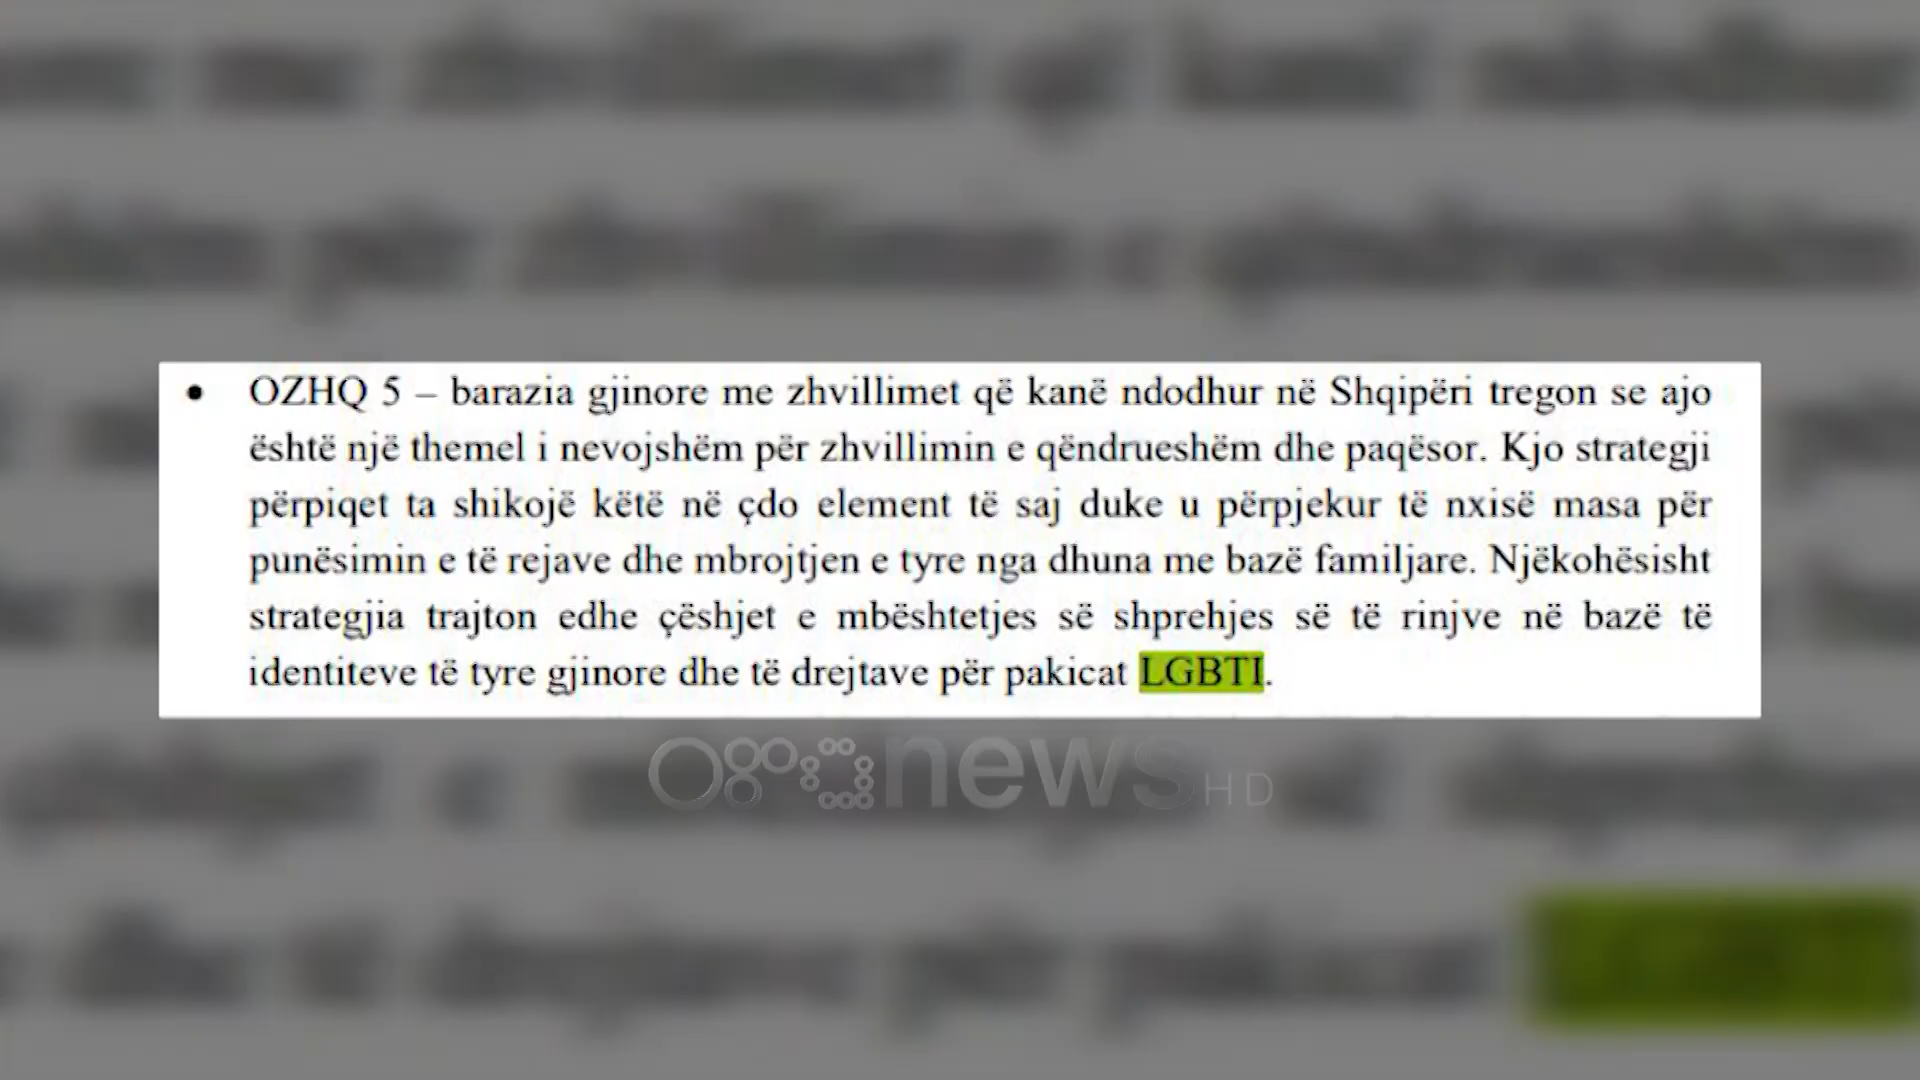 • OZHQ 5 – barazia gjinore me zhvillimet që kanë ndodhur në Shqipëri tregon se ajo
është një themel i nevojshëm për zhvillimin e qëndrueshëm dhe paqësor. Kjo strategji
përpiqet ta shikojë këtë në çdo element të saj duke u përpjekur të nxisë masa për
punësimin e të rejave dhe mbrojtjen e tyre nga dhuna me bazë familjare. Njëkohësisht
strategjia trajton edhe çështjet e mbështetjes së shprehjes së të rinjve në bazë të
identiteve të tyre gjinore dhe të drejtave për pakicat LGBTI.
news HD